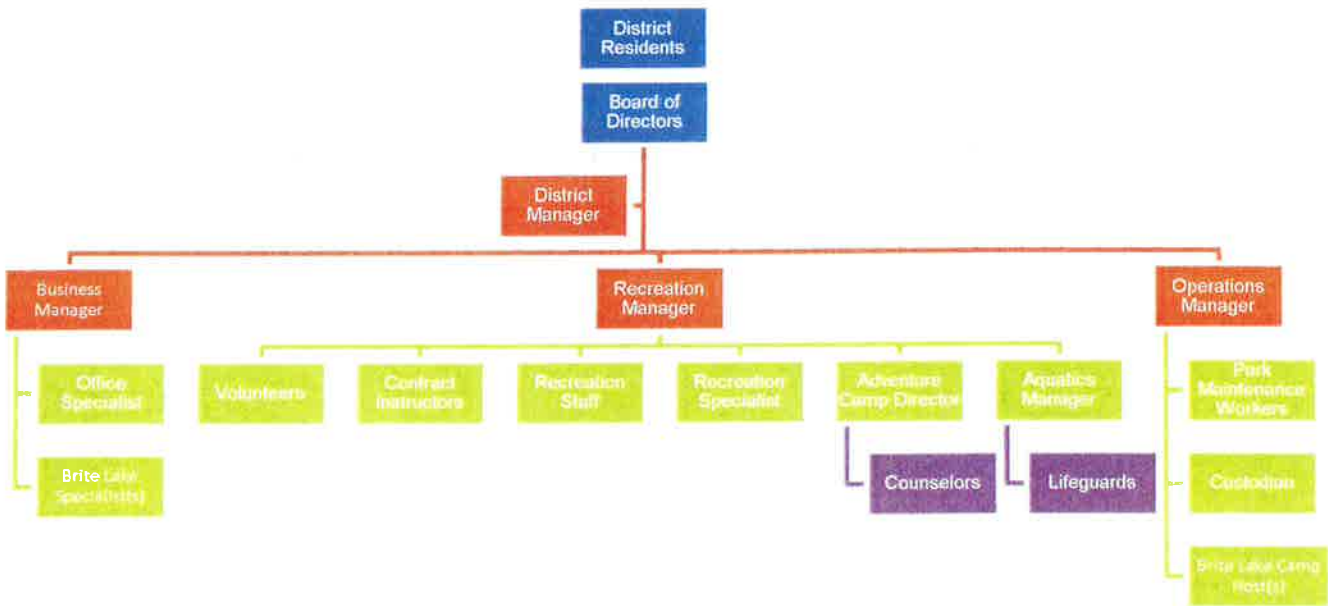 District
Residents
Board of
Directors
District
Manager
Business
Manager
Recreation
Manager
Operations
Manager
Office
Specialist
Volunteers
Contract
Instructors
Recreation
Staff
Recreation
Specialist
Adventure
Camp Director
Aquatics
Manager
Park
Maintenance
Workers
Brite Lake
Specialist(s)
Counselors
Lifeguards
Custodian
Brite Lake Camp
Host(s)